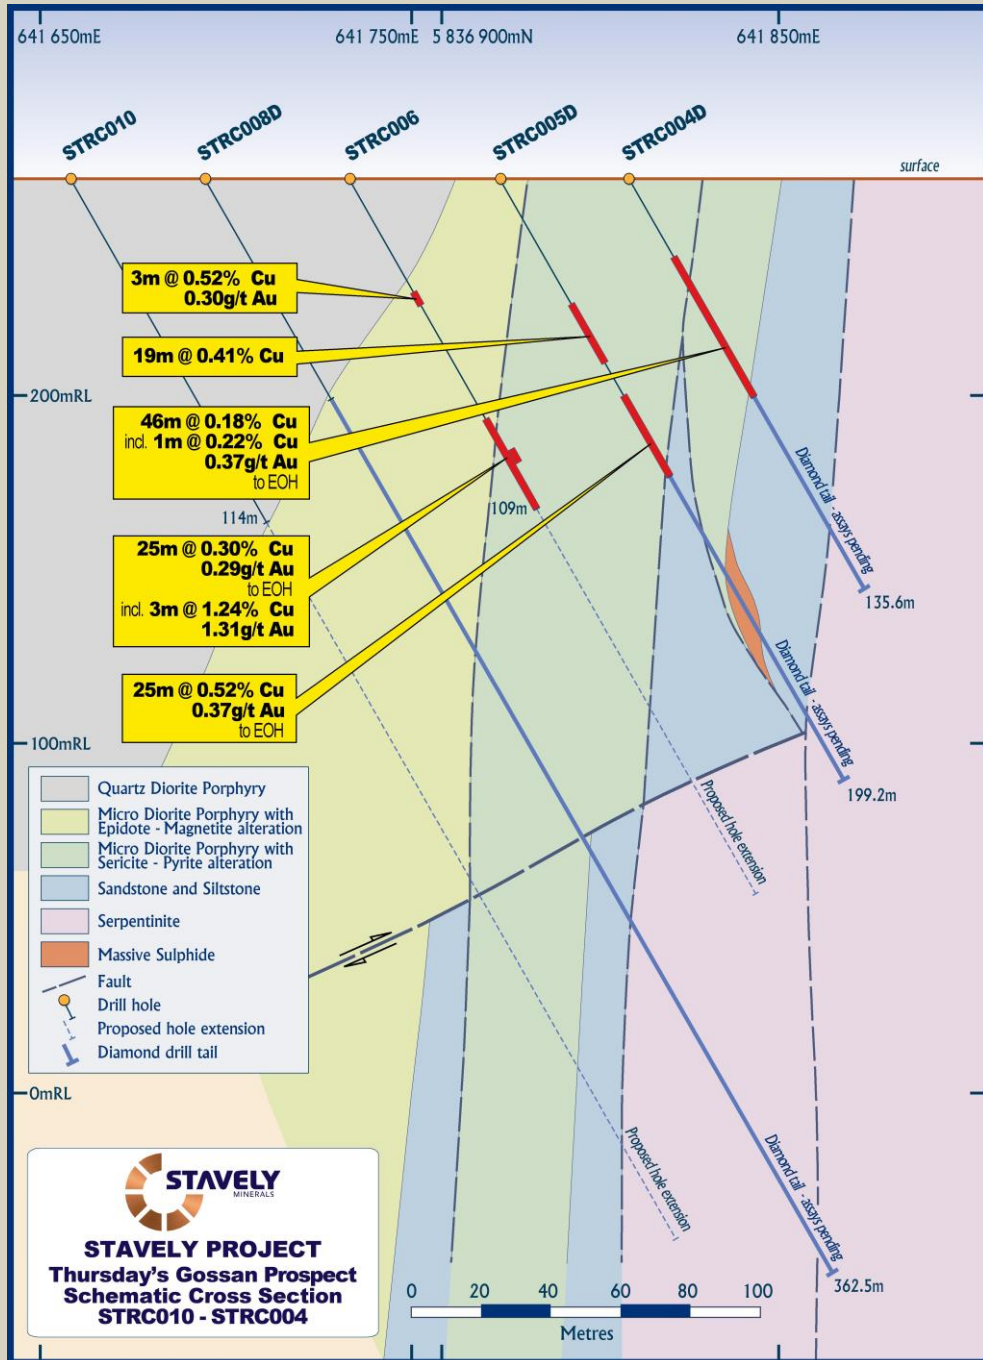 641 650mE
641 750mE
5 836 900mN
641 850mE
STRC010
STRC008D
STRC006
STRC005D
STRC004D
surface
3m @ 0.52% Cu
0.30g/t Au
19m @ 0.41% Cu
200mRL
46m @ 0.18% Cu
incl. 1m @ 0.22% Cu
0.37g/t Au
to EOH
114m
109m
25m @ 0.30% Cu
0.29g/t Au
to EOH
incl. 3m @ 1.24% Cu
1.31g/t Au
25m @ 0.52% Cu
0.37g/t Au
to EOH
Diamond tail - assays pending
135.6m
Diamond tail - assays pending
199.2m
100mRL
Proposed hole extension
Quartz Diorite Porphyry
Micro Diorite Porphyry with
Epidote - Magnetite alteration
Micro Diorite Porphyry with
Sericite - Pyrite alteration
Sandstone and Siltstone
Serpentinite
Massive Sulphide
Fault
Drill hole
Proposed hole extension
Diamond drill tail
0mRL
Proposed hole extension
Diamond tail - assays pending
362.5m
STAVELY
MINERALS
STAVELY PROJECT
Thursday's Gossan Prospect
Schematic Cross Section
STRC010 - STRC004
0 20 40 60 80 100
Metres